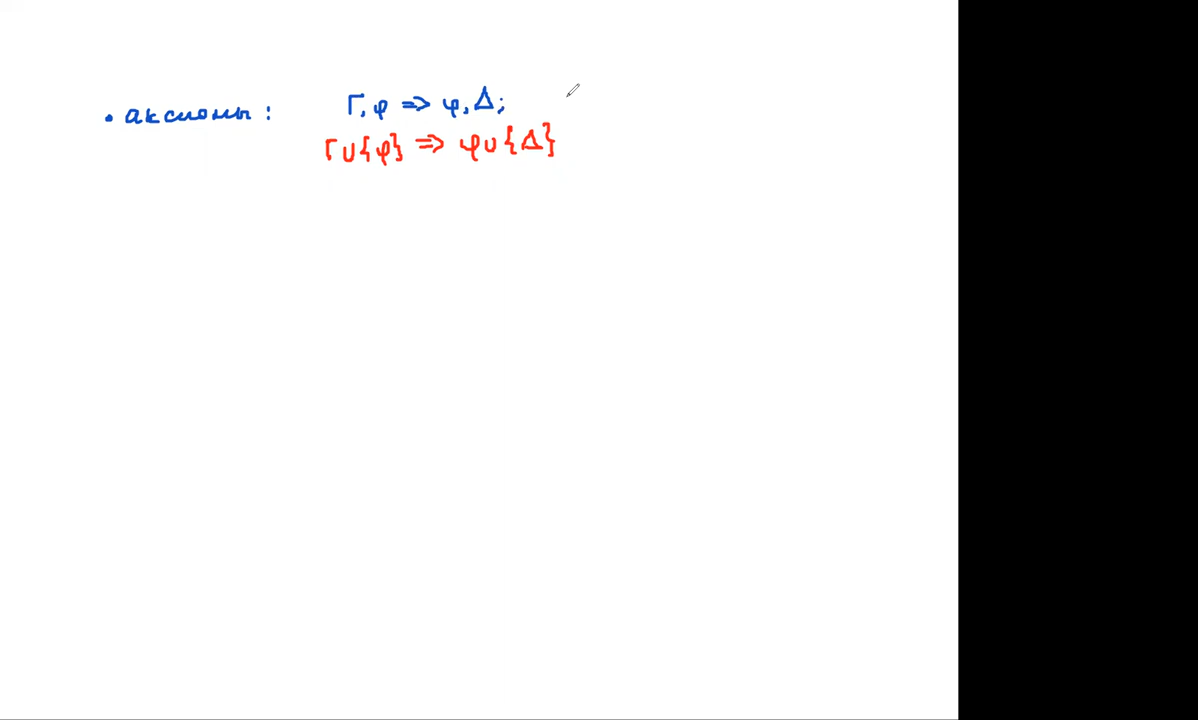 • аксиомы: Γ, φ => φ, Δ;
Γ∪{φ} => φ∪{Δ}